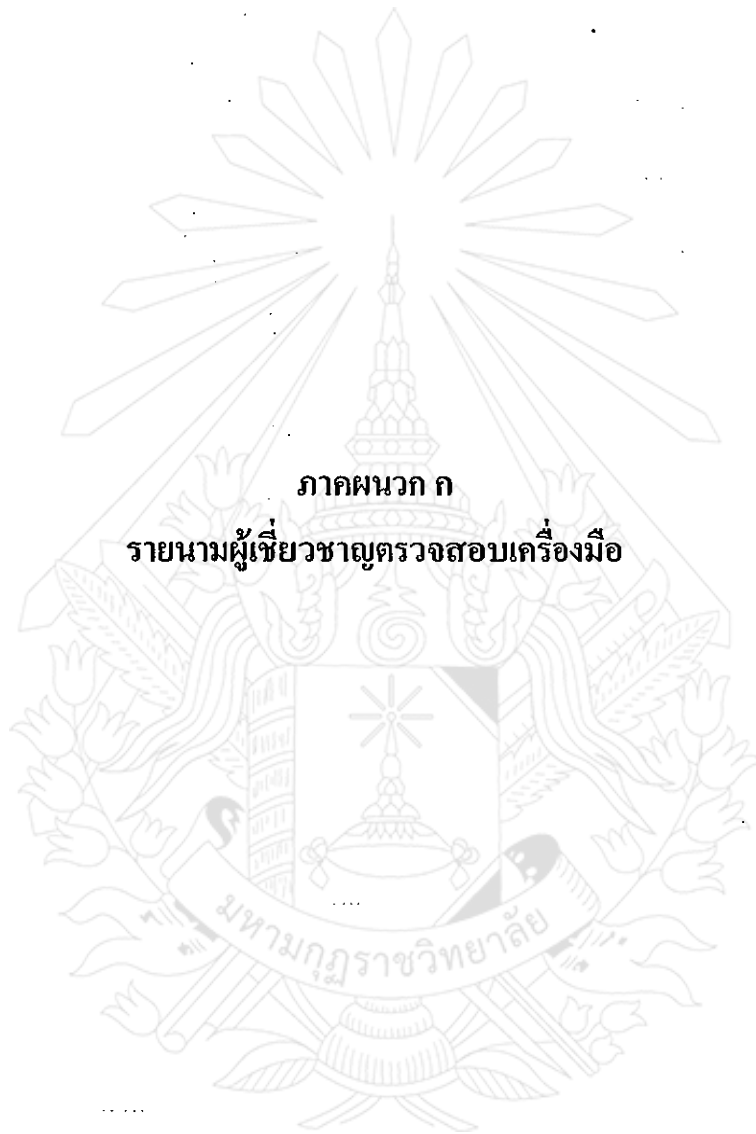 ภาคผนวก ค
รายนามผู้เชี่ยวชาญตรวจสอบเครื่องมือ
มหามกุฏราชวิทยาลัย